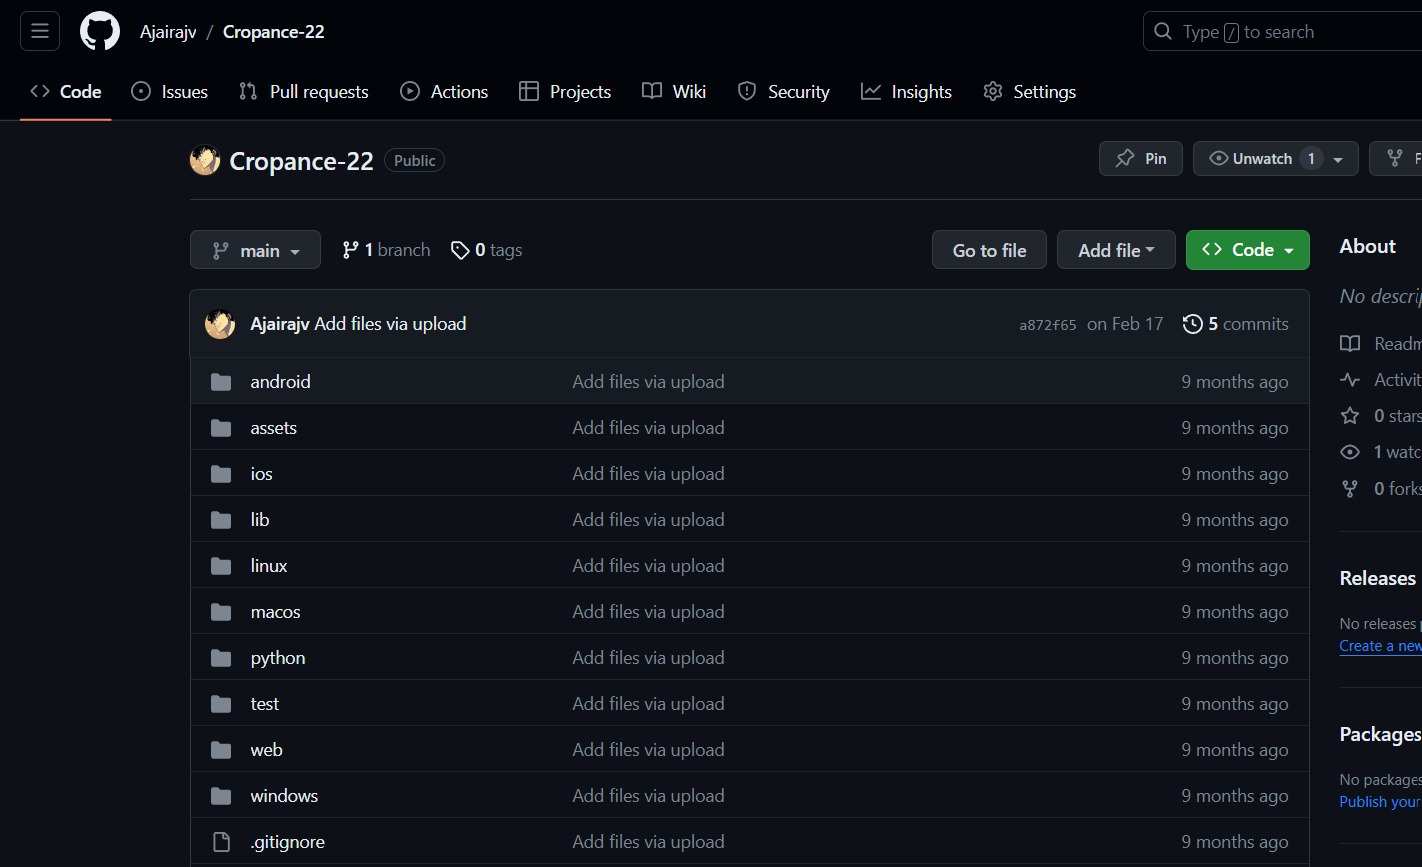 Ajairajv / Cropance-22
Type / to search
Code Issues Pull requests Actions Projects Wiki Security Insights Settings
Cropance-22 Public
Pin Unwatch 1 F
main 1 branch 0 tags Go to file Add file Code
About
No descrip
Ajairajv Add files via upload a872f65 on Feb 17 5 commits
Readm
android Add files via upload 9 months ago
Activit
0 stars
assets Add files via upload 9 months ago
1 watc
ios Add files via upload 9 months ago
0 forks
lib Add files via upload 9 months ago
linux Add files via upload 9 months ago
Releases
macos Add files via upload 9 months ago
No releases p
Create a new
python Add files via upload 9 months ago
test Add files via upload 9 months ago
Packages
web Add files via upload 9 months ago
No packages
Publish your
windows Add files via upload 9 months ago
.gitignore Add files via upload 9 months ago